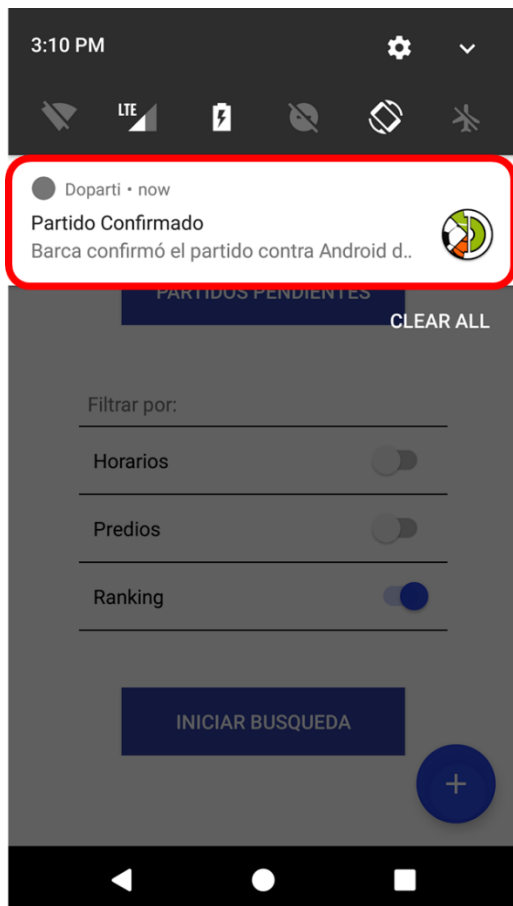 3:10 PM
LTE
Doparti • now
Partido Confirmado
Barca confirmó el partido contra Android d..
PARTIDOS PENDIENTES
CLEAR ALL
Filtrar por:
Horarios
Predios
Ranking
INICIAR BUSQUEDA